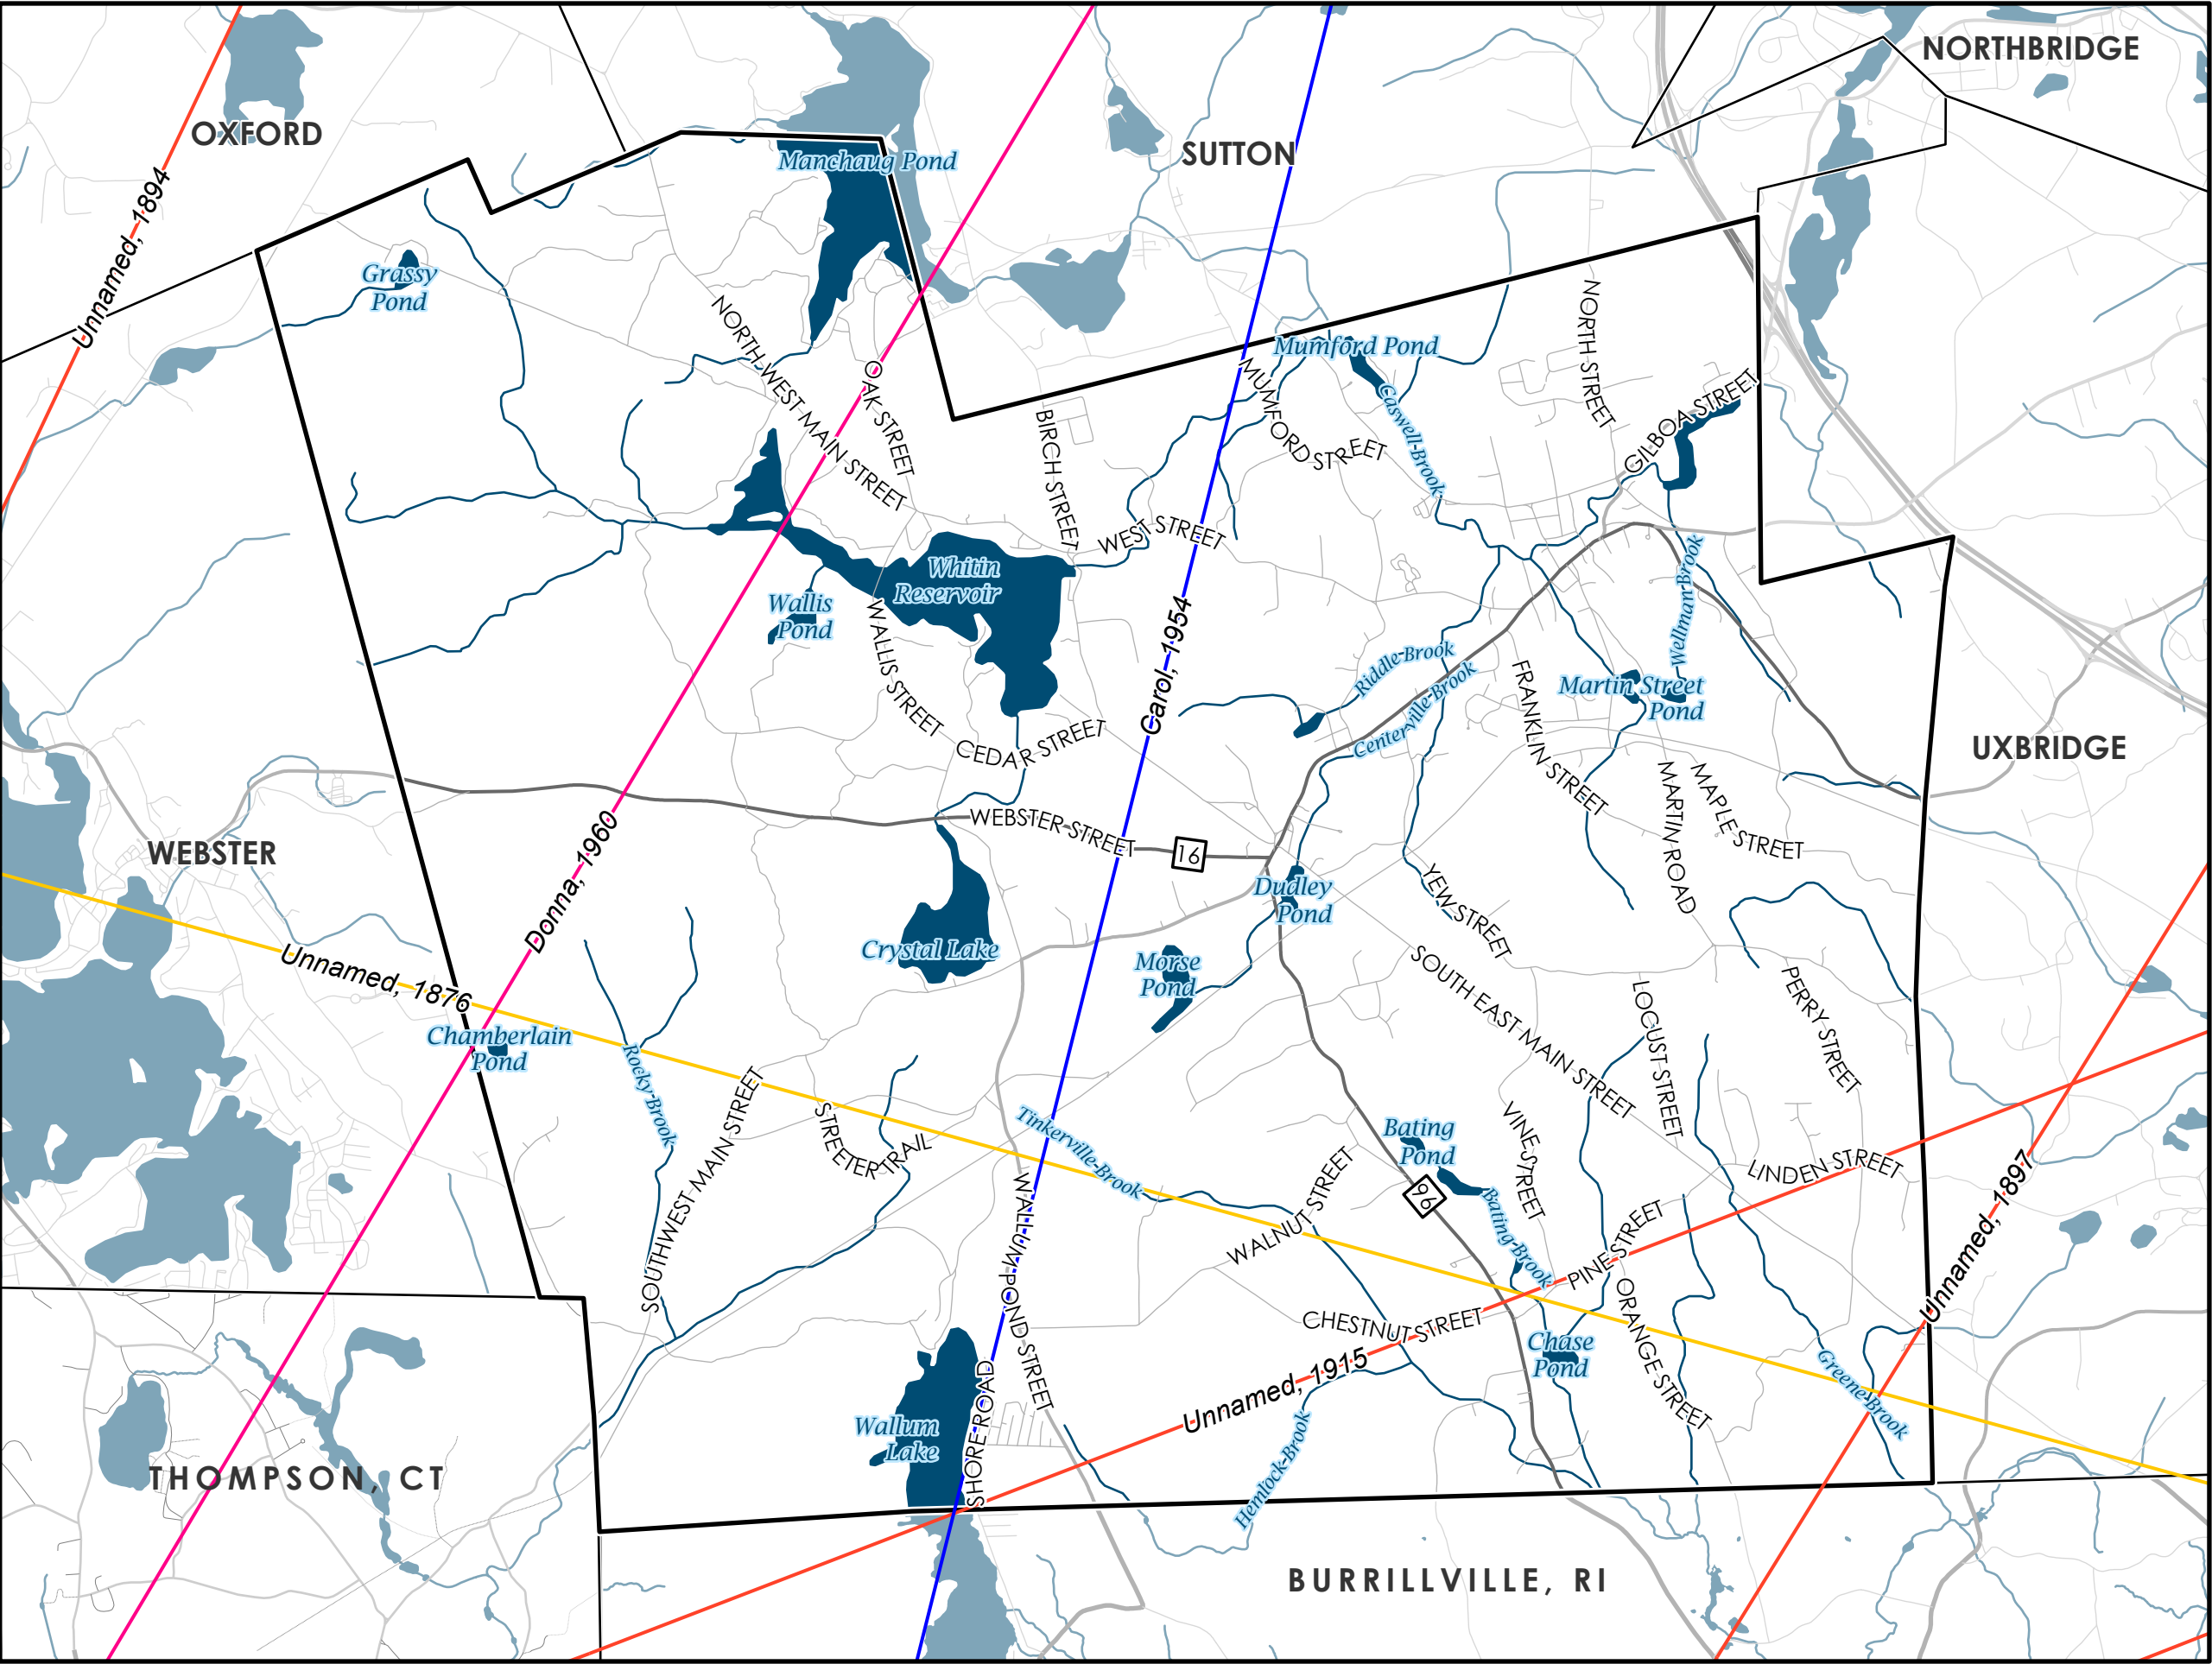 NORTHBRIDGE
OXFORD
SUTTON
Manchaug Pond
Unnamed, 1894
Grassy
Pond
NORTH WEST MAIN STREET
OAK STREET
BIRCH STREET
Mumford Pond
MUMFORD STREET
Caswell Brook
NORTH STREET
GILBOA STREET
WEST STREET
Whitin
Reservoir
Wallis
Pond
WALLIS STREET
Carol, 1954
Riddle Brook
Centerville Brook
Wellman Brook
Martin Street
Pond
FRANKLIN STREET
CEDAR STREET
UXBRIDGE
WEBSTER STREET
16
MARTIN ROAD
MAPLE STREET
WEBSTER
Donna, 1960
Dudley
Pond
YEW STREET
Crystal Lake
Morse
Pond
Unnamed, 1876
SOUTH EAST MAIN STREET
LOCUST STREET
PERRY STREET
Chamberlain
Pond
Rocky Brook
SOUTHWEST MAIN STREET
STREETER TRAIL
Tinkerville Brook
Bating
Pond
VINE STREET
LINDEN STREET
96
WALNUT STREET
Bating Brook
PINE STREET
Unnamed, 1897
WALLUM POND STREET
CHESTNUT STREET
ORANGE STREET
Chase
Pond
Greene Brook
Unnamed, 1915
SHORE ROAD
Wallum
Lake
Hemlock Brook
THOMPSON, CT
BURRILLVILLE, RI